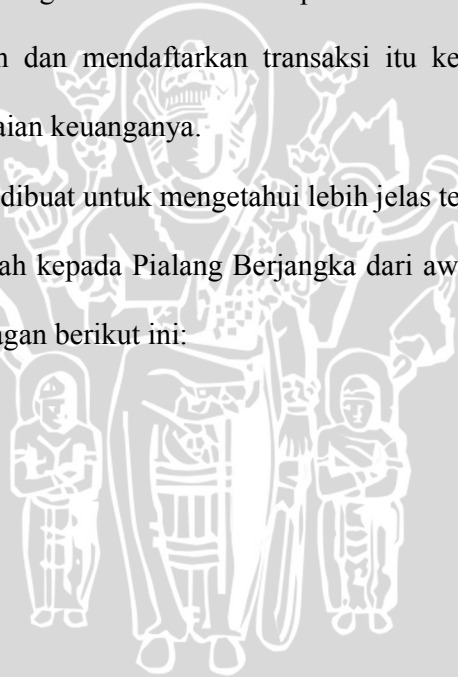 n dan mendaftarkan transaksi itu ke
aian keuanganya.
dibuat untuk mengetahui lebih jelas te
ah kepada Pialang Berjangka dari aw
agan berikut ini: